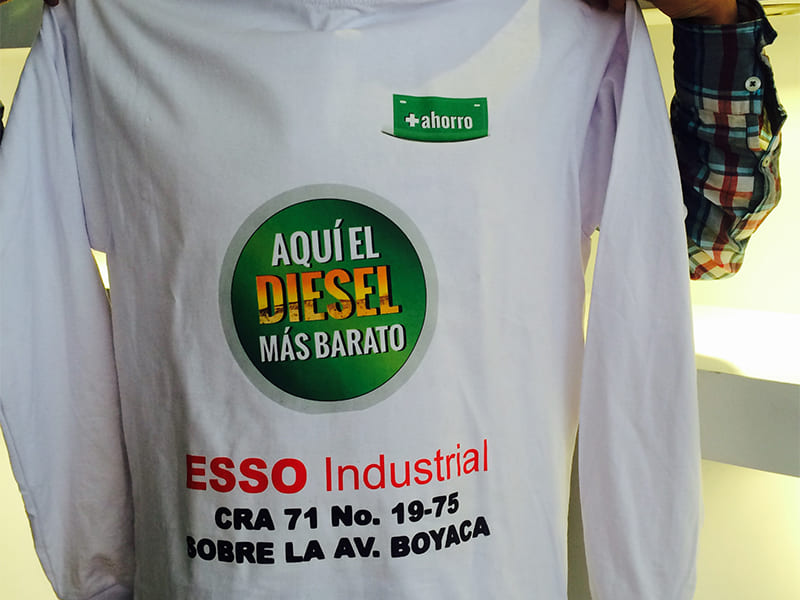 +ahorro
AQUÍ EL
DIESEL
MÁS BARATO
ESSO Industrial
CRA 71 No. 19-75
SOBRE LA AV. BOYACA